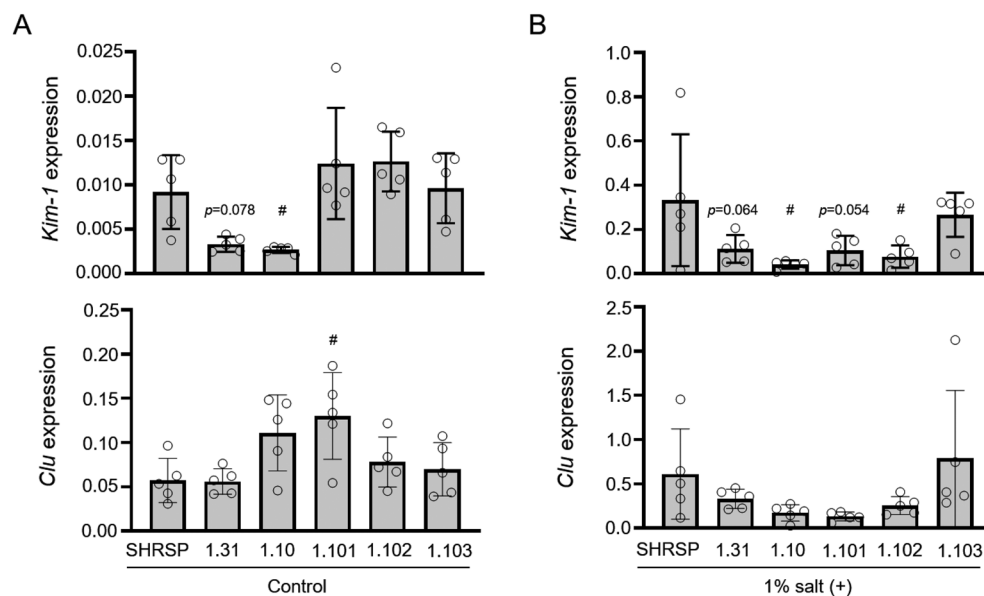 A
B
Kim-1 expression
0.025
0.020
0.015
0.010
0.005
0.000
p=0.078
#
Kim-1 expression
1.0
0.8
0.6
0.4
0.2
0.0
p=0.064
#
p=0.054
#
Clu expression
0.25
0.20
0.15
0.10
0.05
0.00
#
SHRSP 1.31 1.10 1.101 1.102 1.103
Control
Clu expression
2.5
2.0
1.5
1.0
0.5
0.0
SHRSP 1.31 1.10 1.101 1.102 1.103
1% salt (+)